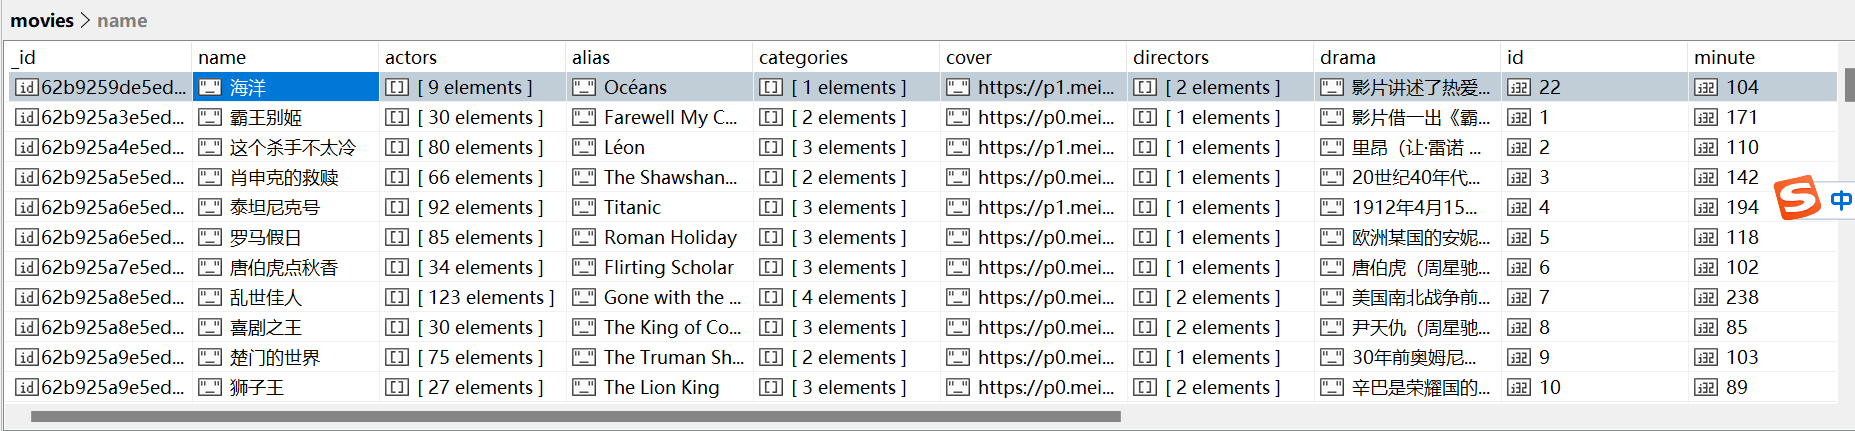 movies > name
_id name actors alias categories cover directors drama id minute
62b9259de5ed... 海洋 [ 9 elements ] Océans [ 1 elements ] https://p1.mei... [ 2 elements ] 影片讲述了热爱... 22 104
62b925a3e5ed... 霸王别姬 [ 30 elements ] Farewell My C... [ 2 elements ] https://p0.mei... [ 1 elements ] 影片借一出《霸... 1 171
62b925a4e5ed... 这个杀手不太冷 [ 80 elements ] Léon [ 3 elements ] https://p1.mei... [ 1 elements ] 里昂（让·雷诺 ... 2 110
62b925a5e5ed... 肖申克的救赎 [ 66 elements ] The Shawshan... [ 2 elements ] https://p0.mei... [ 1 elements ] 20世纪40年代... 3 142
62b925a6e5ed... 泰坦尼克号 [ 92 elements ] Titanic [ 3 elements ] https://p1.mei... [ 1 elements ] 1912年4月15... 4 194
62b925a6e5ed... 罗马假日 [ 85 elements ] Roman Holiday [ 3 elements ] https://p0.mei... [ 1 elements ] 欧洲某国的安妮... 5 118
62b925a7e5ed... 唐伯虎点秋香 [ 34 elements ] Flirting Scholar [ 3 elements ] https://p0.mei... [ 1 elements ] 唐伯虎（周星驰... 6 102
62b925a8e5ed... 乱世佳人 [ 123 elements ] Gone with the ... [ 4 elements ] https://p0.mei... [ 2 elements ] 美国南北战争前... 7 238
62b925a8e5ed... 喜剧之王 [ 30 elements ] The King of Co... [ 3 elements ] https://p0.mei... [ 2 elements ] 尹天仇（周星驰... 8 85
62b925a9e5ed... 楚门的世界 [ 75 elements ] The Truman Sh... [ 2 elements ] https://p0.mei... [ 1 elements ] 30年前奥姆尼... 9 103
62b925a9e5ed... 狮子王 [ 27 elements ] The Lion King [ 3 elements ] https://p0.mei... [ 2 elements ] 辛巴是荣耀国的... 10 89
中